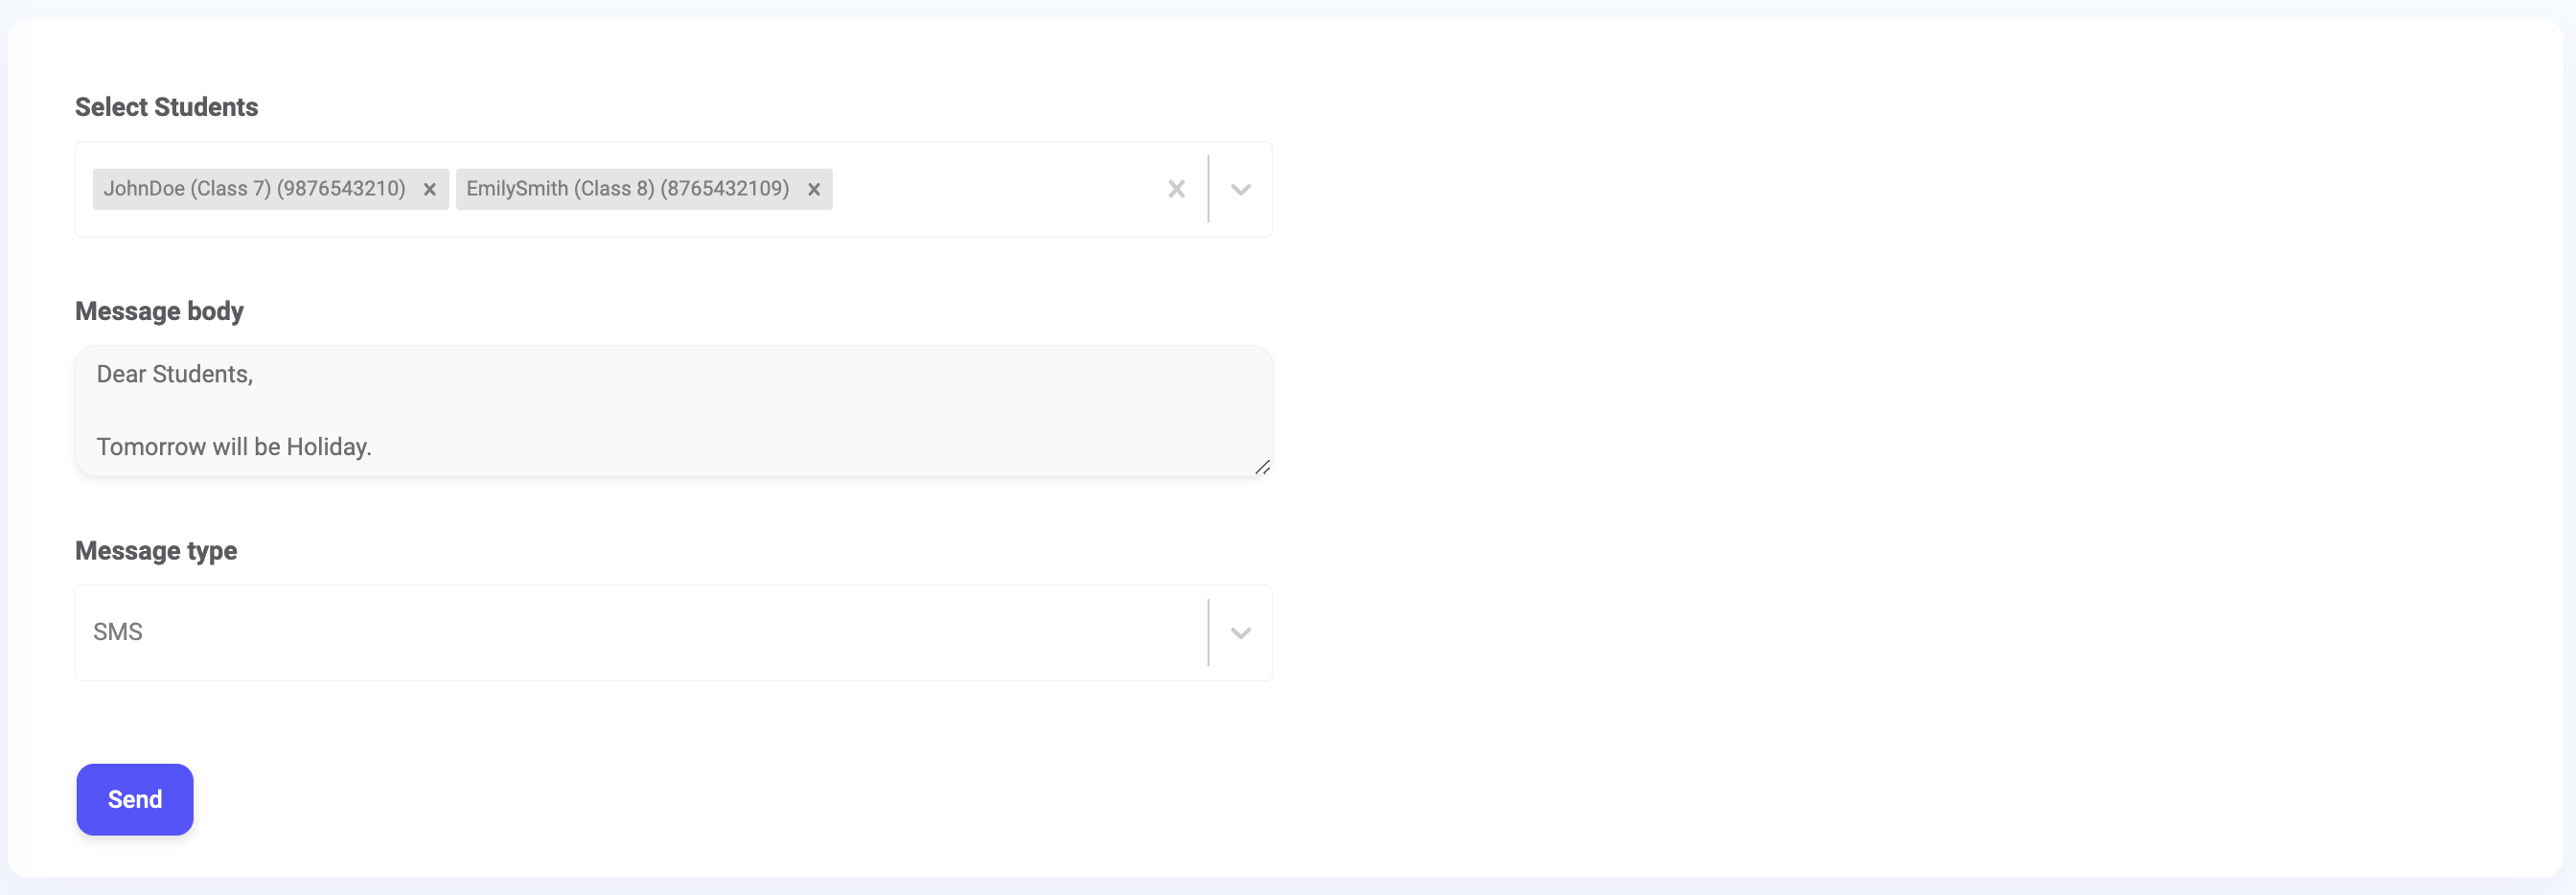 Select Students
JohnDoe (Class 7) (9876543210) EmilySmith (Class 8) (8765432109)
Message body
Dear Students,
Tomorrow will be Holiday.
Message type
SMS
Send